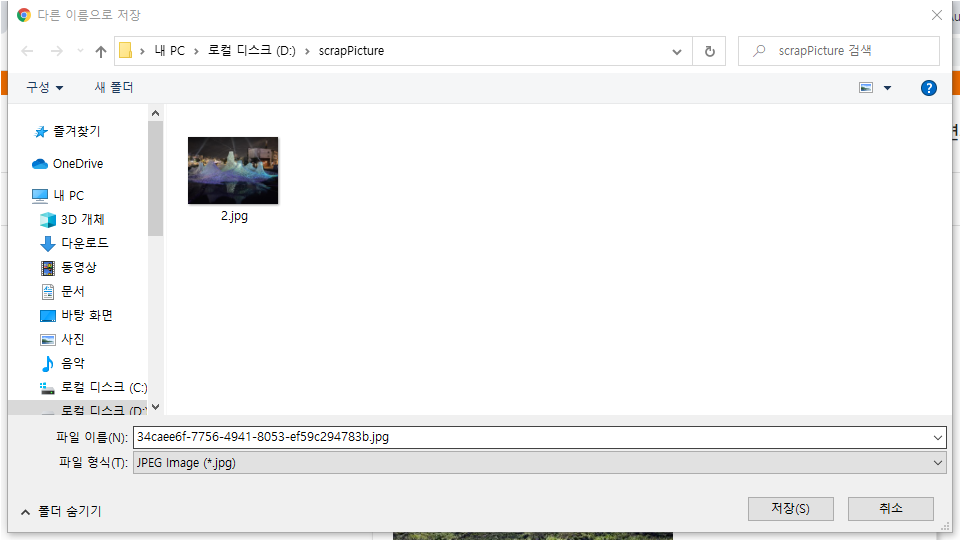 다른 이름으로 저장
내 PC
로컬 디스크 (D:)
scrapPicture
scrapPicture 검색
구성
새 폴더
즐겨찾기
OneDrive
내 PC
3D 개체
다운로드
동영상
문서
바탕 화면
사진
음악
로컬 디스크 (C:)
로컬 디스크 (D:)
2.jpg
파일 이름(N):
34caee6f-7756-4941-8053-ef59c294783b.jpg
파일 형식(T):
JPEG Image (*.jpg)
폴더 숨기기
저장(S)
취소